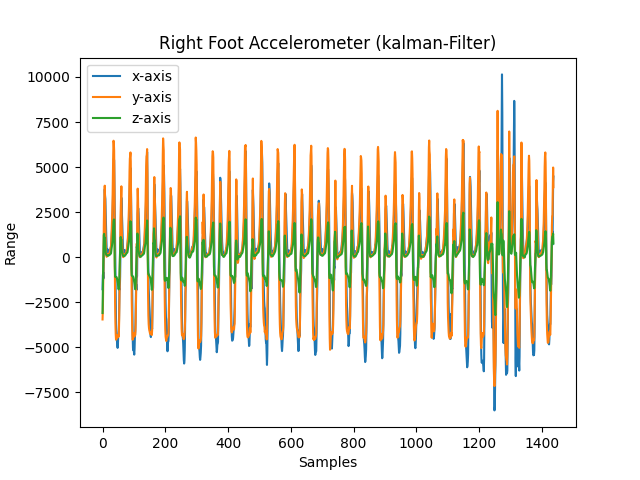 Right Foot Accelerometer (kalman-Filter)
x-axis
y-axis
z-axis
10000
7500
5000
2500
0
−2500
−5000
−7500
Range
0 200 400 600 800 1000 1200 1400
Samples